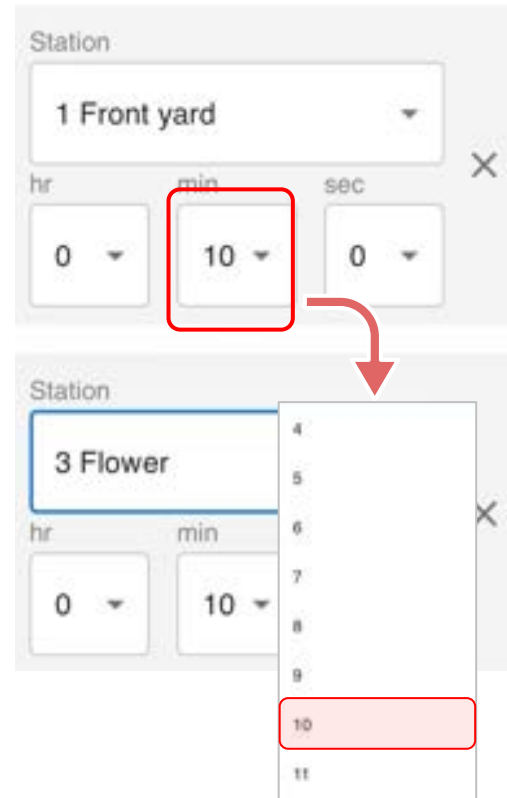 Station
1 Front yard
hr min sec
0 10 0
Station
3 Flower
hr min
0 10
4
5
6
7
8
9
10
11